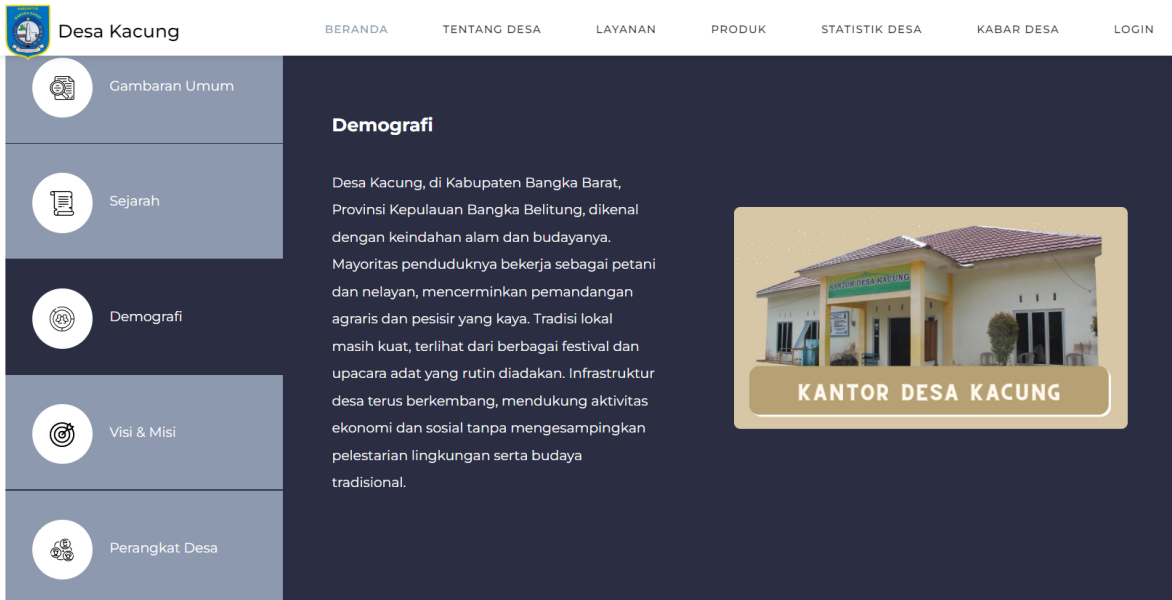 Desa Kacung
BERANDA
TENTANG DESA
LAYANAN
PRODUK
STATISTIK DESA
KABAR DESA
LOGIN
Gambaran Umum
Sejarah
Demografi
Visi & Misi
Perangkat Desa
Demografi
Desa Kacung, di Kabupaten Bangka Barat,
Provinsi Kepulauan Bangka Belitung, dikenal
dengan keindahan alam dan budayanya.
Mayoritas penduduknya bekerja sebagai petani
dan nelayan, mencerminkan pemandangan
agraris dan pesisir yang kaya. Tradisi lokal
masih kuat, terlihat dari berbagai festival dan
upacara adat yang rutin diadakan. Infrastruktur
desa terus berkembang, mendukung aktivitas
ekonomi dan sosial tanpa mengesampingkan
pelestarian lingkungan serta budaya
tradisional.
KANTOR DESA KACUNG
KANTOR DESA KACUNG